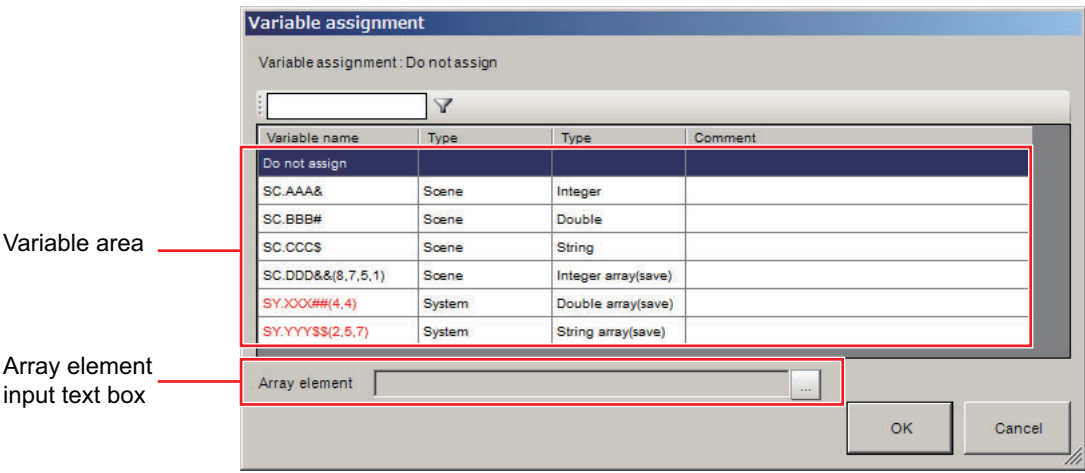 Variable assignment
Variable assignment : Do not assign
Variable name Type Type Comment
Do not assign
SC.AAA& Scene Integer
SC.BBB# Scene Double
SC.CCC$ Scene String
SC.DDD&&(8,7,5,1) Scene Integer array(save)
SY.XXX##(4,4) System Double array(save)
SY.YYY$$(2,5,7) System String array(save)
Variable area
Array element
input text box
Array element ...
OK Cancel